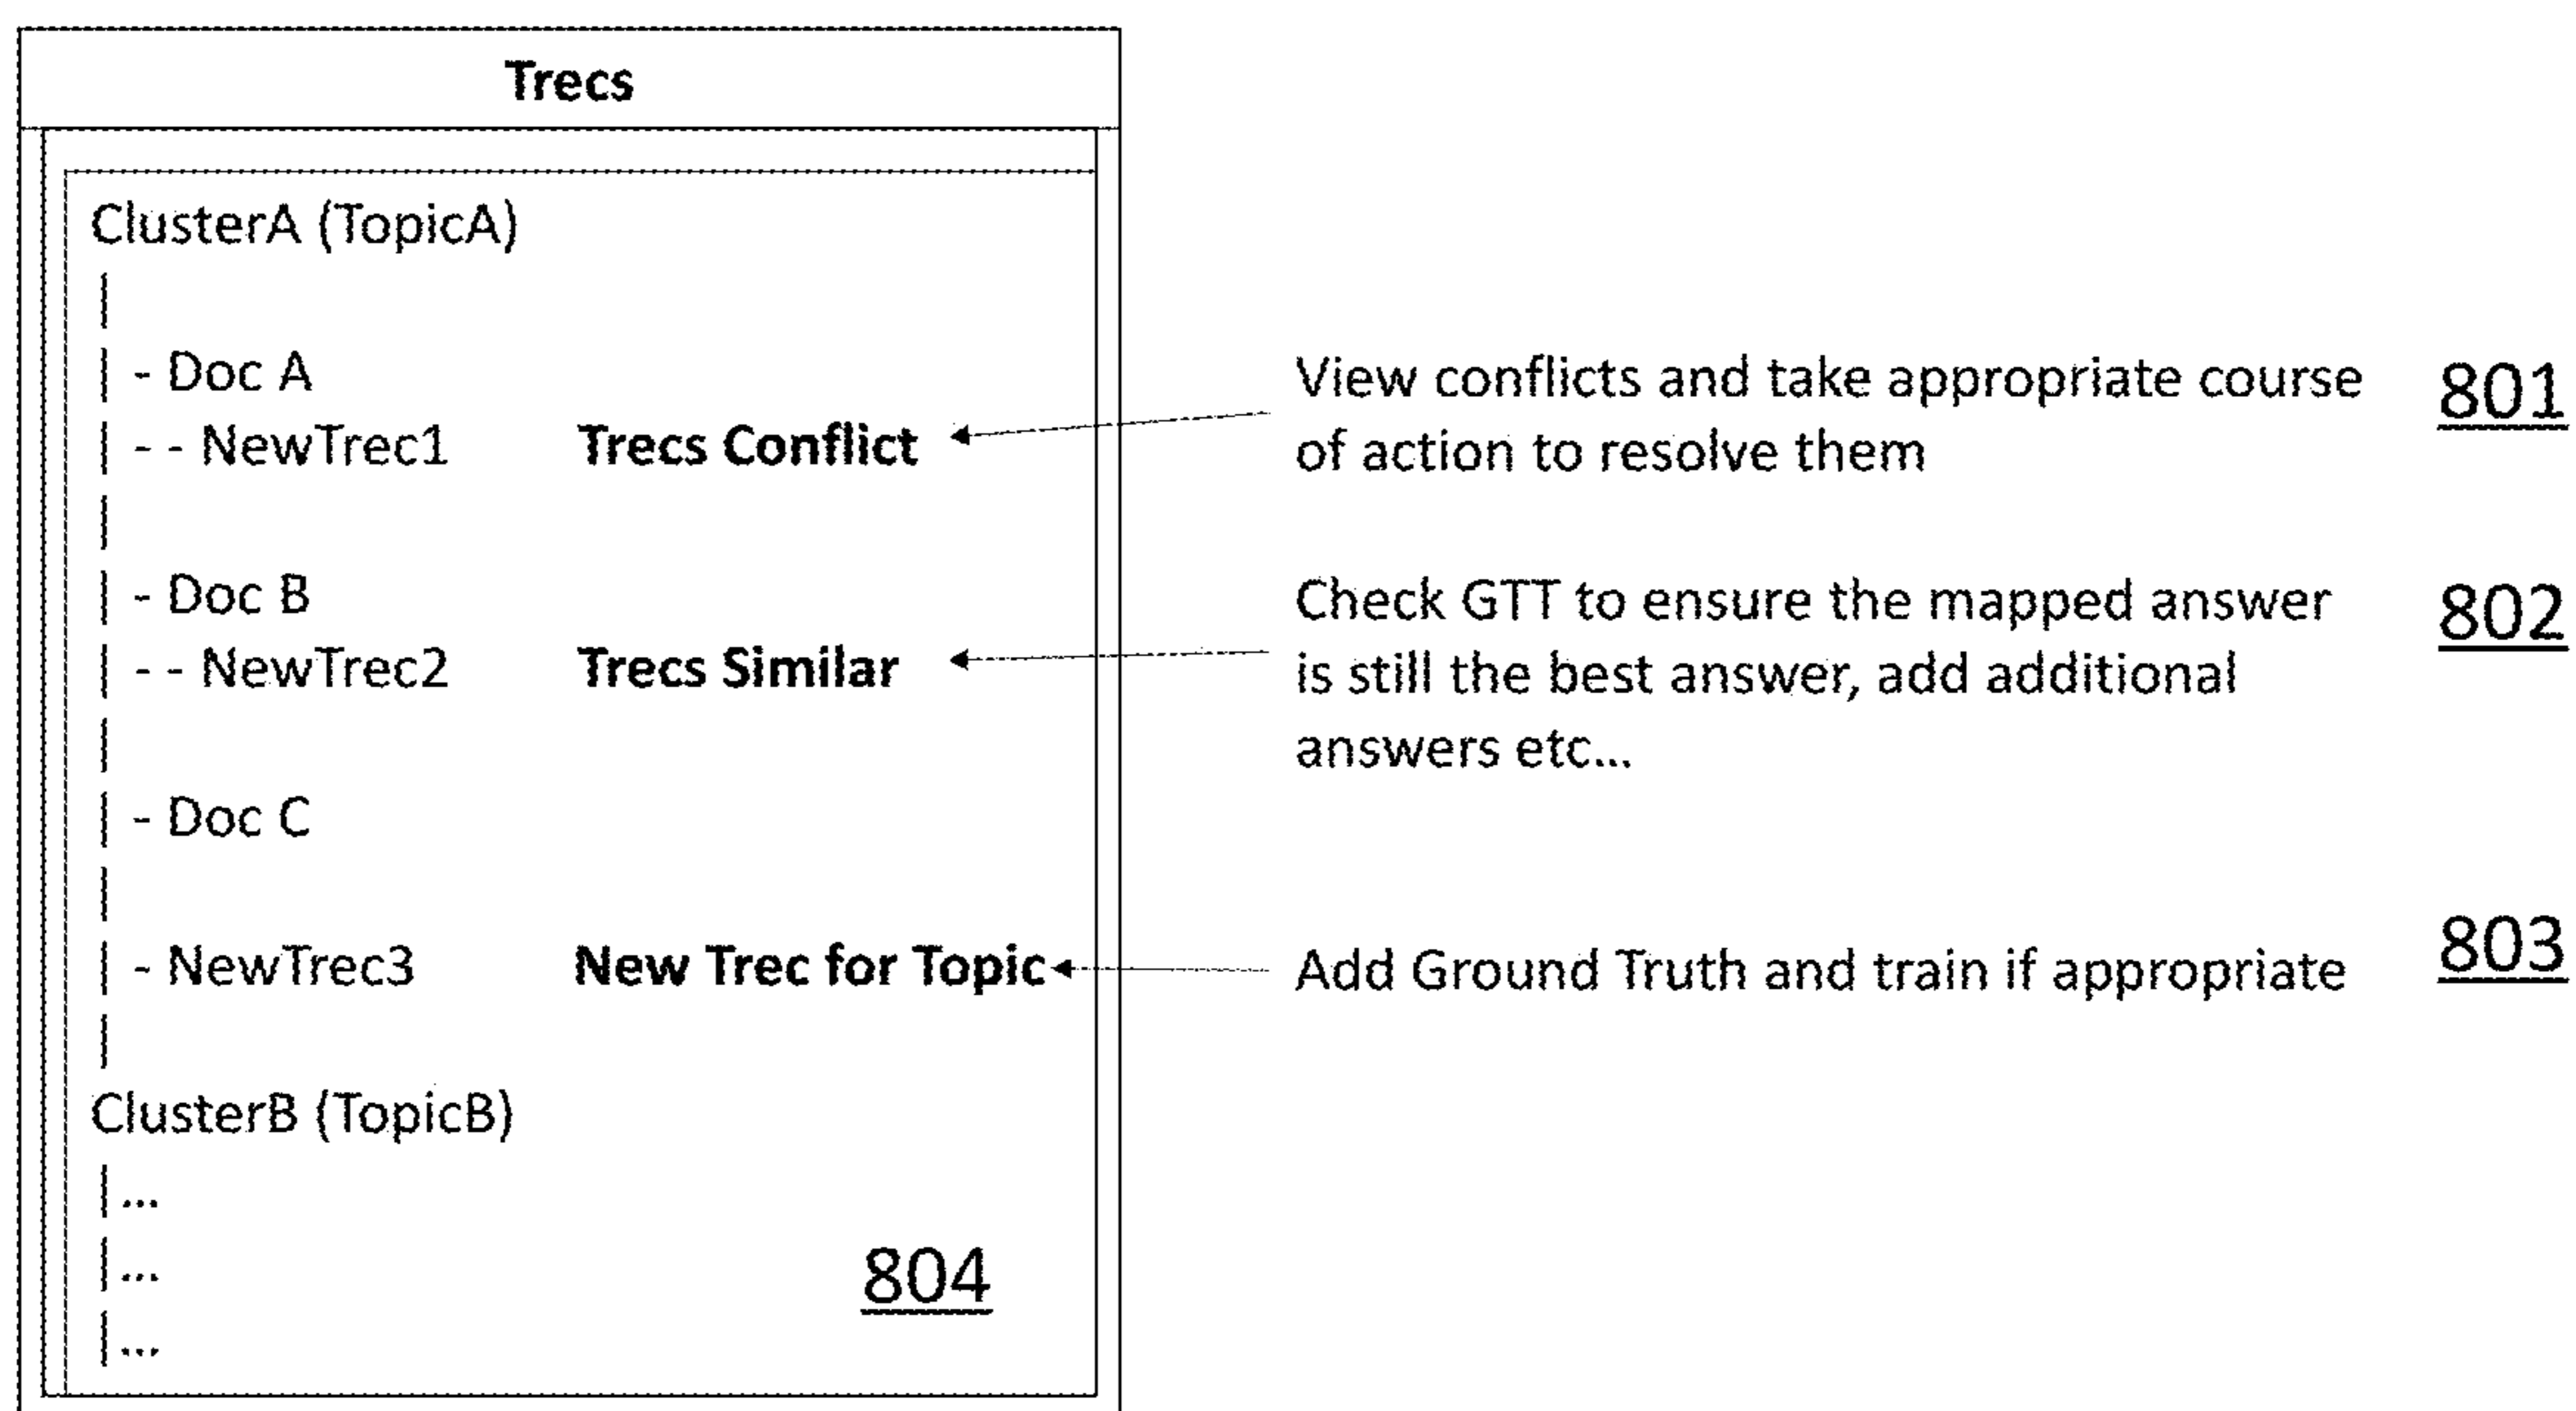 Trecs
ClusterA (TopicA)
|
| - Doc A
| - - NewTrec1 Trecs Conflict
View conflicts and take appropriate course
of action to resolve them
801
|
| - Doc B
| - - NewTrec2 Trecs Similar
Check GTT to ensure the mapped answer
is still the best answer, add additional
answers etc...
802
|
| - Doc C
|
| - NewTrec3 New Trec for Topic
Add Ground Truth and train if appropriate
803
|
ClusterB (TopicB)
| ...
| ...
| ...
804